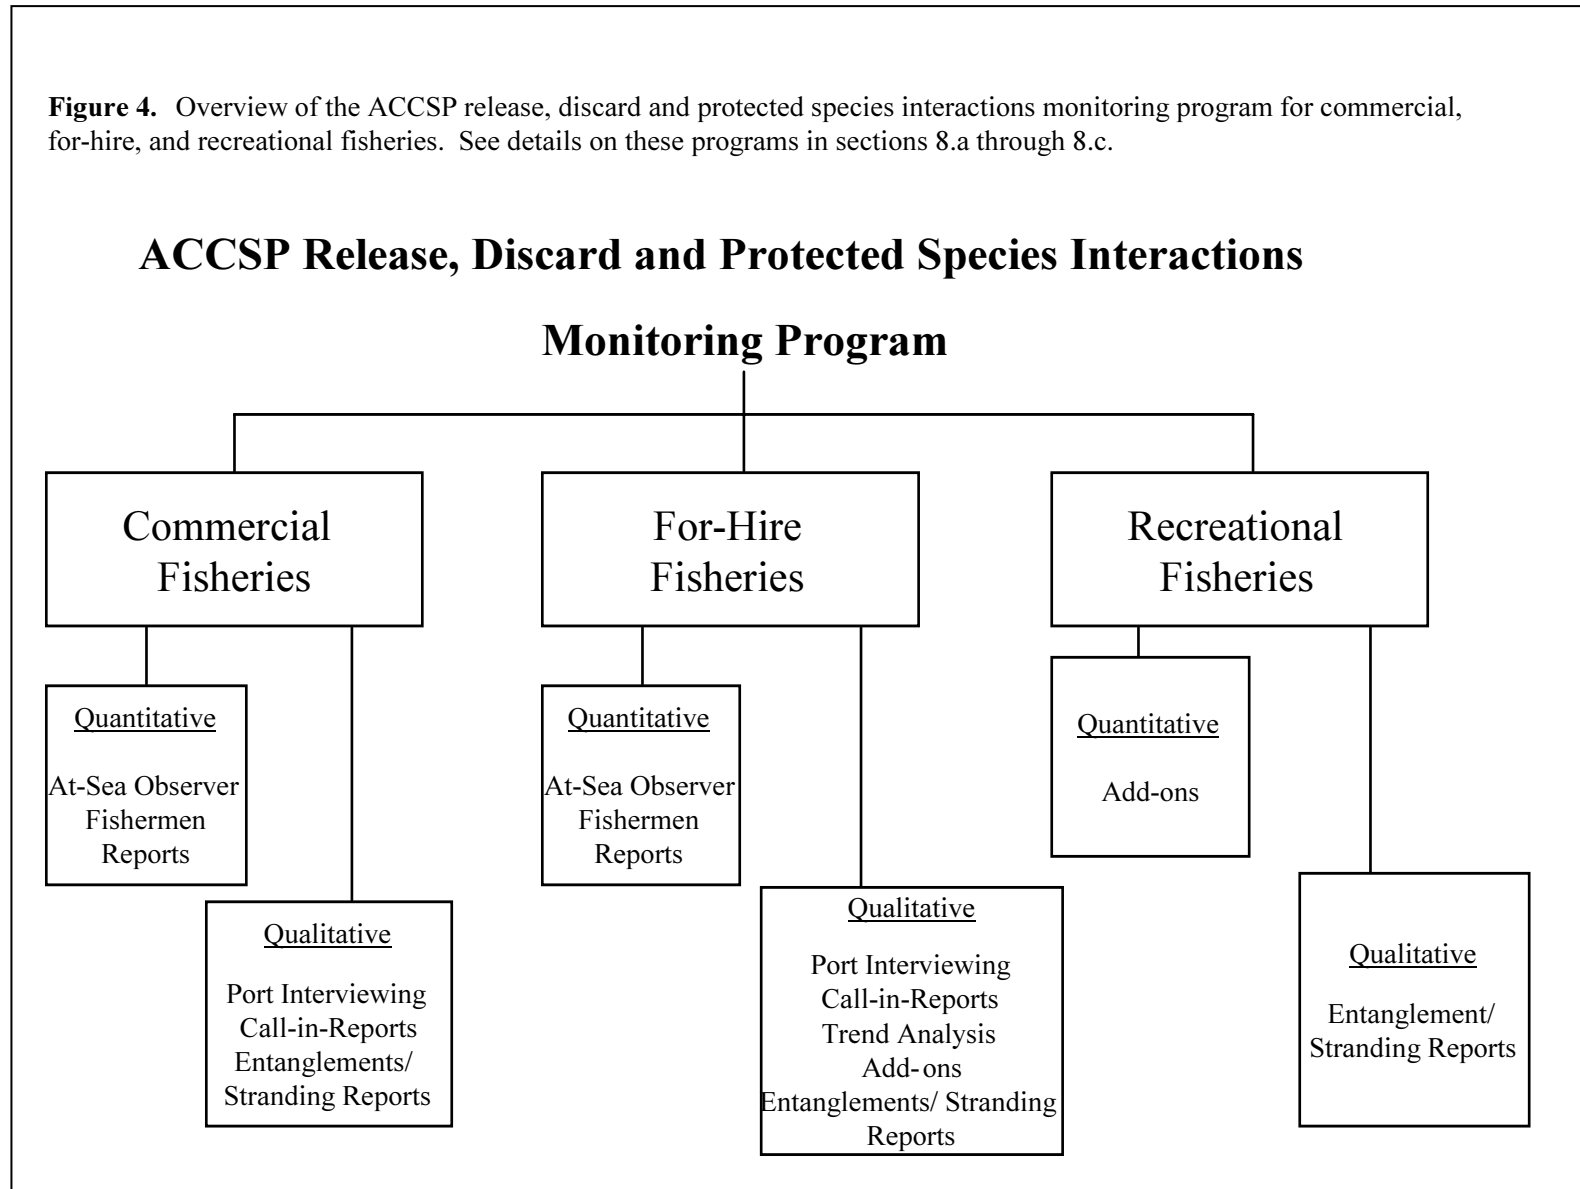 Figure 4. Overview of the ACCSP release, discard and protected species interactions monitoring program for commercial,
for-hire, and recreational fisheries. See details on these programs in sections 8.a through 8.c.
ACCSP Release, Discard and Protected Species Interactions
Monitoring Program
Commercial
Fisheries
For-Hire
Fisheries
Recreational
Fisheries
Quantitative
At-Sea Observer
Fishermen
Reports
Qualitative
Port Interviewing
Call-in-Reports
Entanglements/
Stranding Reports
Quantitative
At-Sea Observer
Fishermen
Reports
Qualitative
Port Interviewing
Call-in-Reports
Trend Analysis
Add-ons
Entanglements/ Stranding
Reports
Quantitative
Add-ons
Qualitative
Entanglement/
Stranding Reports